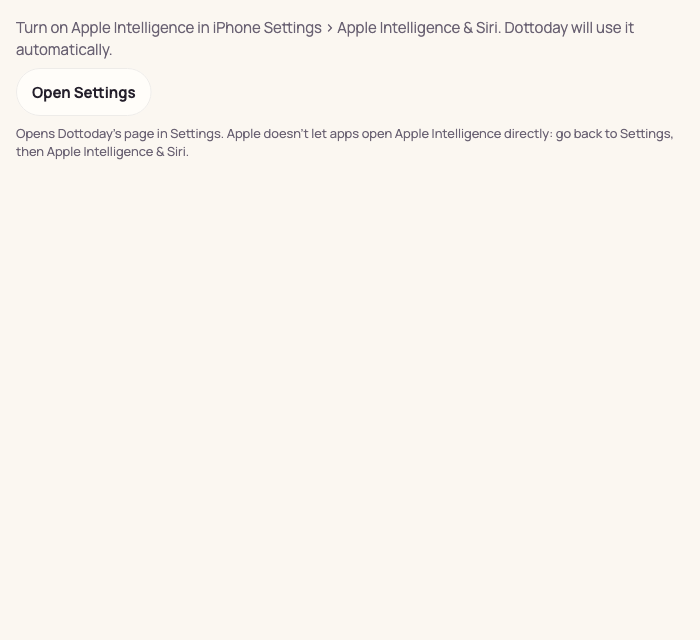 Turn on Apple Intelligence in iPhone Settings › Apple Intelligence & Siri. Dottoday will use it
automatically.
Open Settings
Opens Dottoday's page in Settings. Apple doesn't let apps open Apple Intelligence directly: go back to Settings,
then Apple Intelligence & Siri.